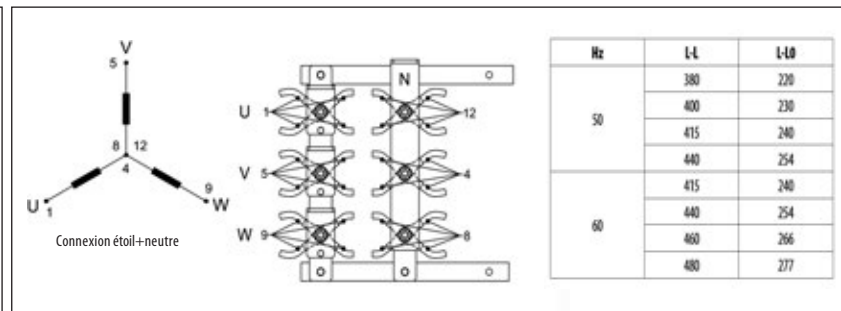 V
5
8 12
4
U 1
9 W
Connexion étoil+neutre
N
U 1 12
V 5 4
W 9 8
Hz L-L L-L0
50
380 220
400 230
415 240
440 254
60
415 240
440 254
460 266
480 277